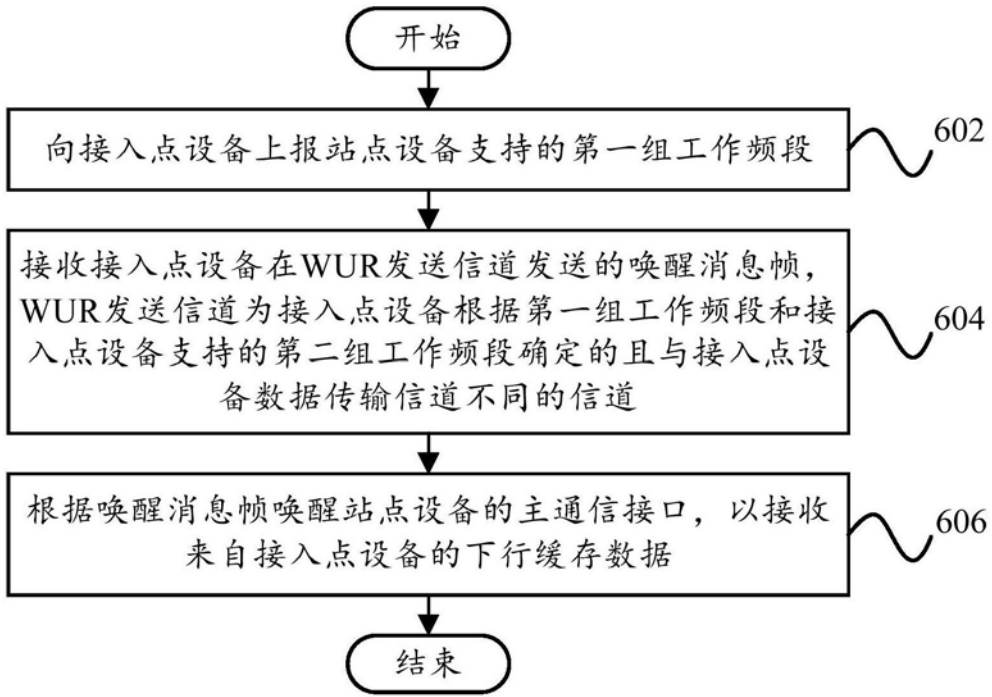 开始
向接入点设备上报站点设备支持的第一组工作频段
602
接收接入点设备在WUR发送信道发送的唤醒消息帧，
WUR发送信道为接入点设备根据第一组工作频段和接
入点设备支持的第二组工作频段确定的且与接入点设
备数据传输信道不同的信道
604
根据唤醒消息帧唤醒站点设备的主通信接口，以接收
来自接入点设备的下行缓存数据
606
结束